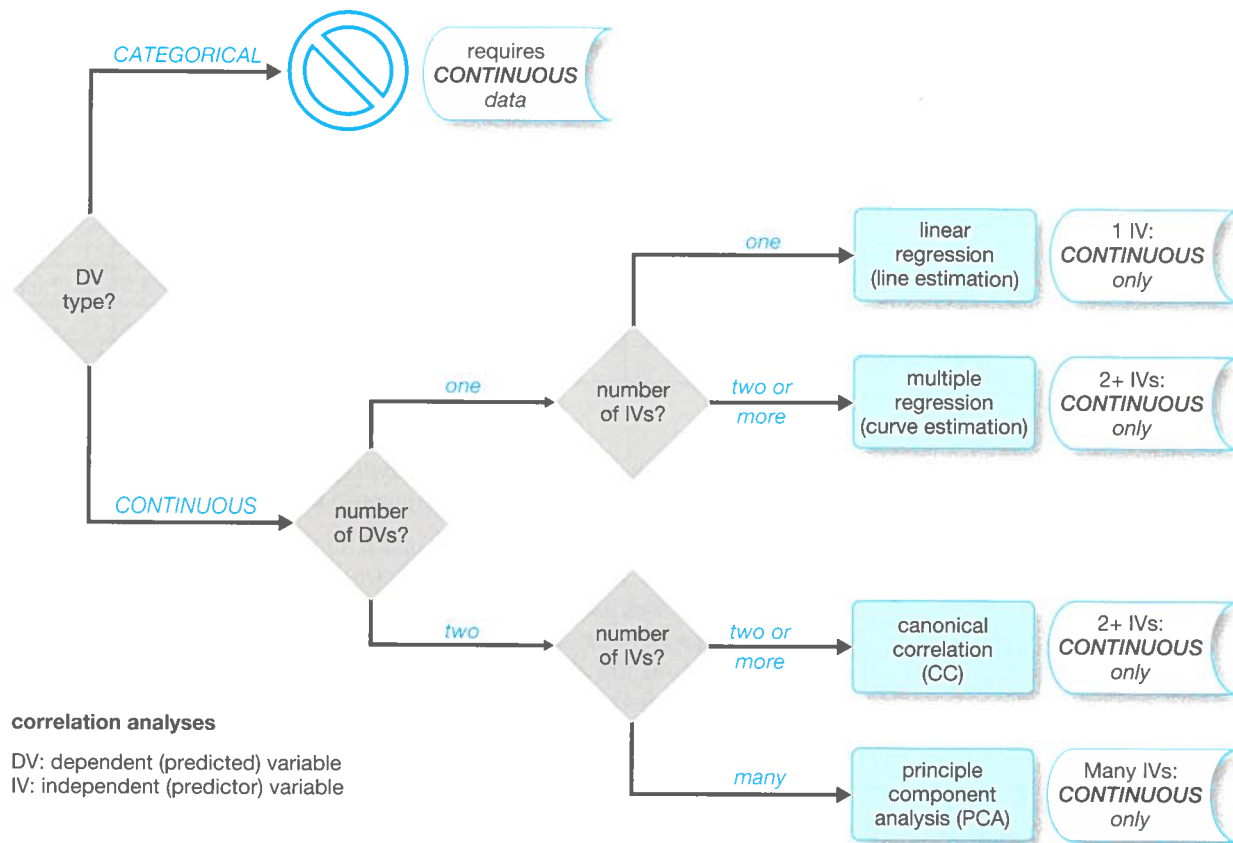 CATEGORICAL
requires
CONTINUOUS
data
DV
type?
CONTINUOUS
number
of DVs?
one
number
of IVs?
one
linear
regression
(line estimation)
1 IV:
CONTINUOUS
only
two or
more
multiple
regression
(curve estimation)
2+ IVs:
CONTINUOUS
only
two
number
of IVs?
two or
more
canonical
correlation
(CC)
2+ IVs:
CONTINUOUS
only
many
principle
component
analysis (PCA)
Many IVs:
CONTINUOUS
only
correlation analyses
DV: dependent (predicted) variable
IV: independent (predictor) variable